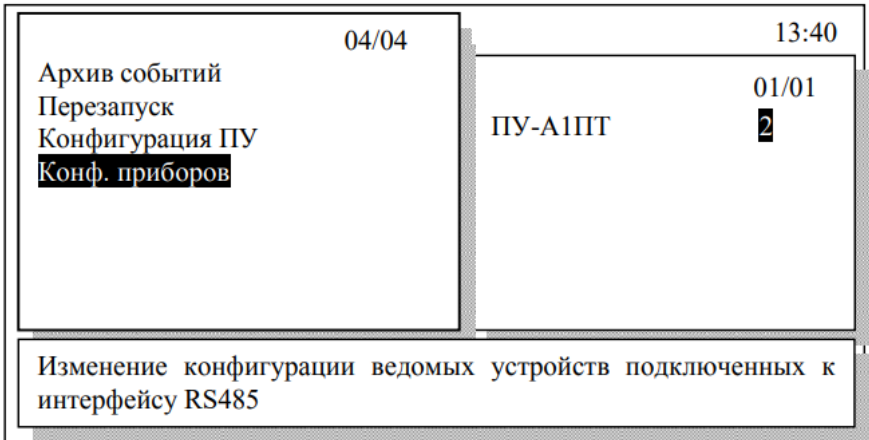 04/04
Архив событий
Перезапуск
Конфигурация ПУ
Конф. приборов
13:40
01/01
ПУ-А1ПТ 2
Изменение конфигурации ведомых устройств подключенных к
интерфейсу RS485